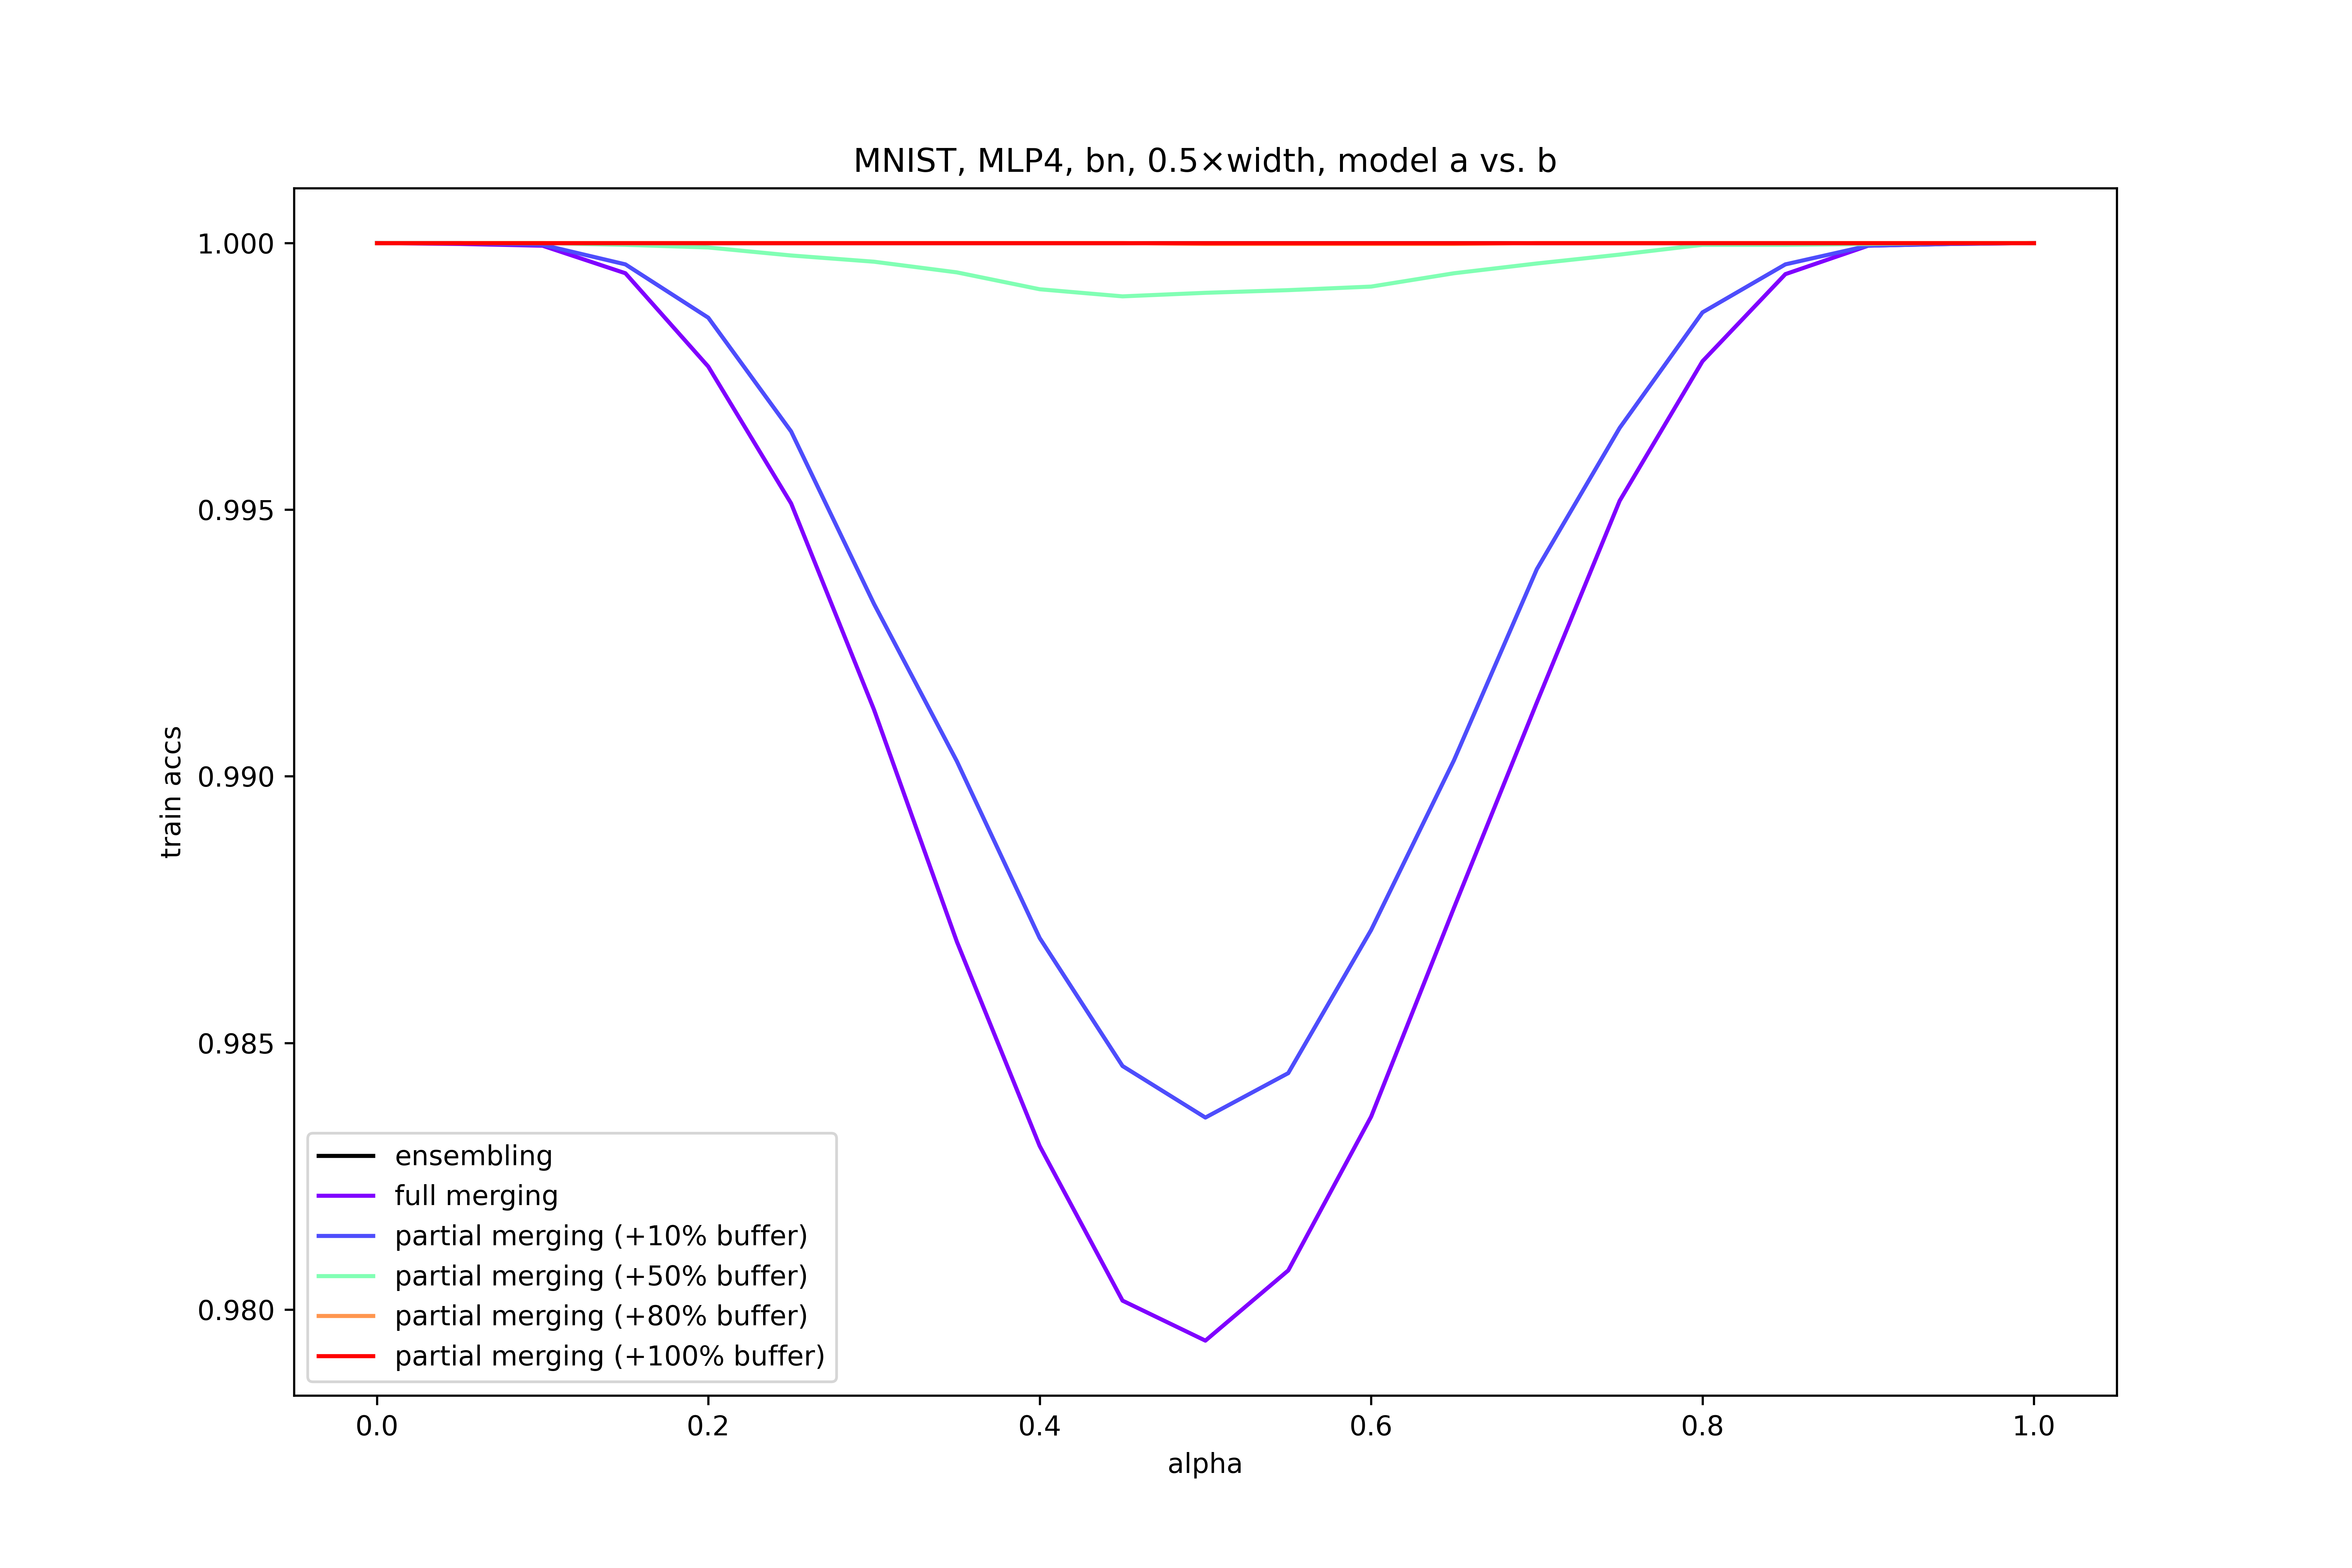 MNIST, MLP4, bn, 0.5×width, model a vs. b
1.000
0.995
0.990
0.985
0.980
train accs
ensembling
full merging
partial merging (+10% buffer)
partial merging (+50% buffer)
partial merging (+80% buffer)
partial merging (+100% buffer)
0.0 0.2 0.4 0.6 0.8 1.0
alpha